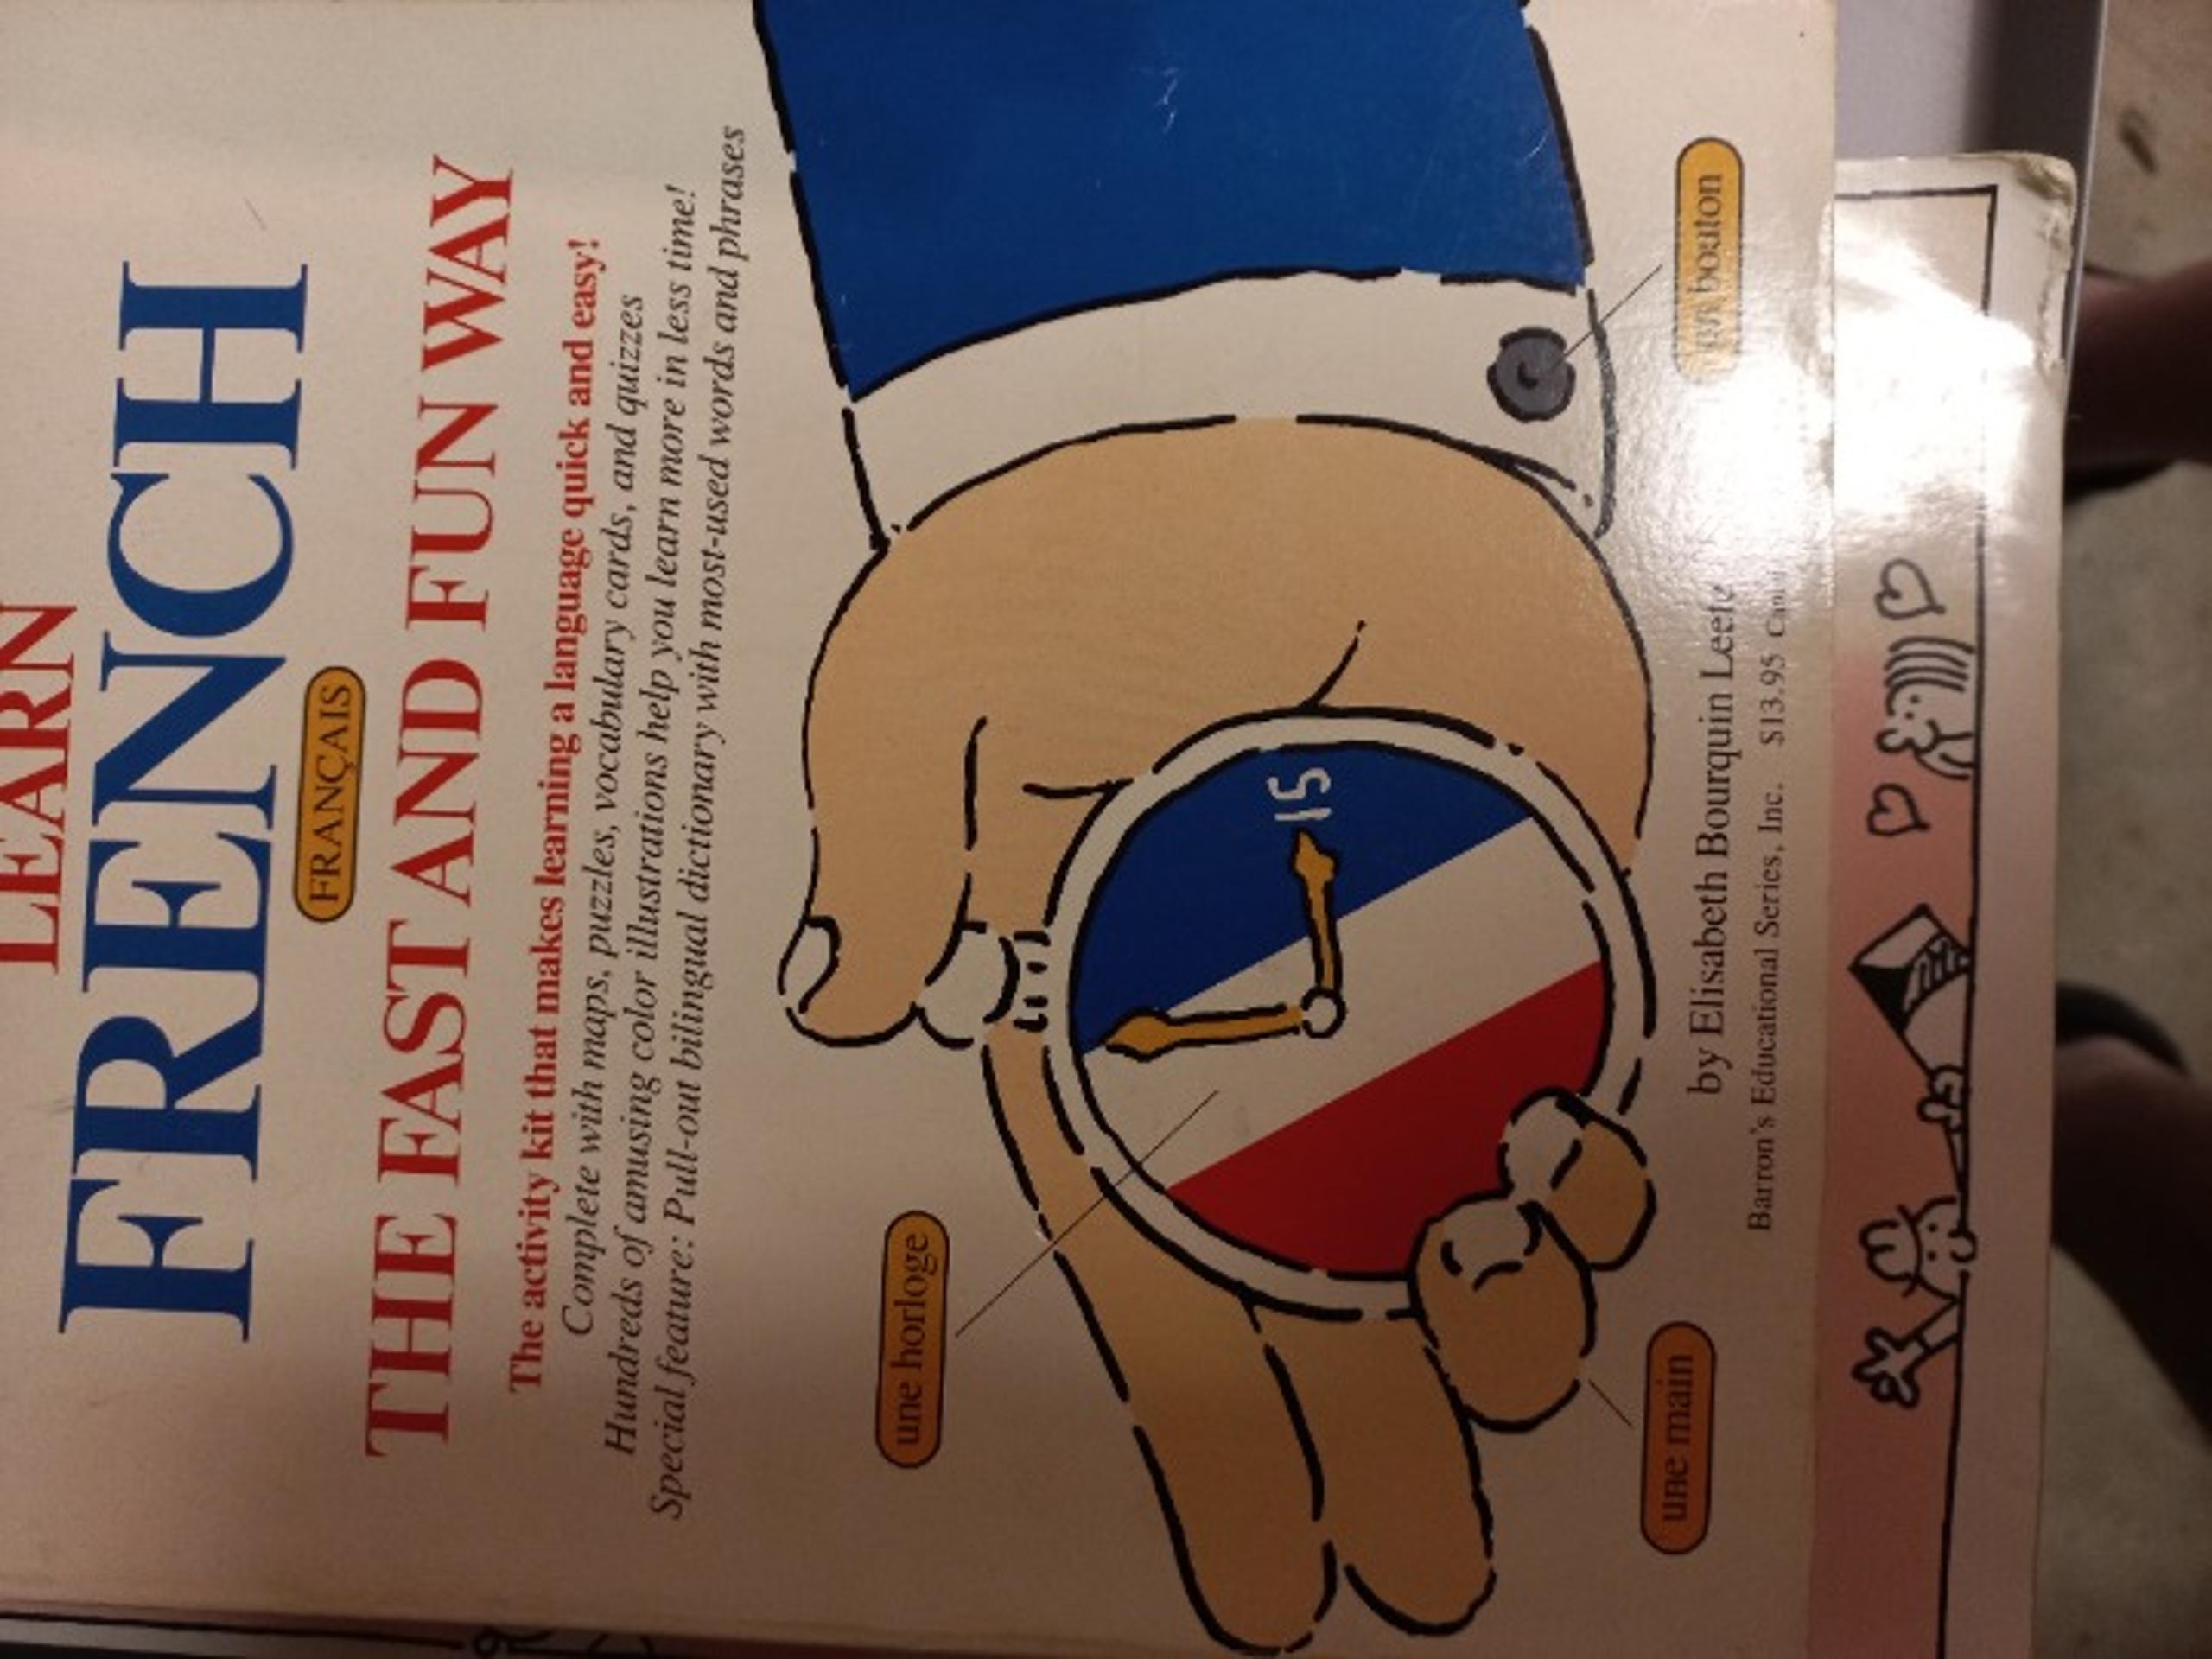 LEARN
FRENCH
FRANÇAIS
THE FAST AND FUN WAY
The activity kit that makes learning a language quick and easy!
Complete with maps, puzzles, vocabulary cards, and quizzes
Hundreds of amusing color illustrations help you learn more in less time!
Special feature: Pull-out bilingual dictionary with most-used words and phrases
une horloge
15
une main
un bouton
by Elisabeth Bourquin Leete
Barron's Educational Series, Inc. $13.95